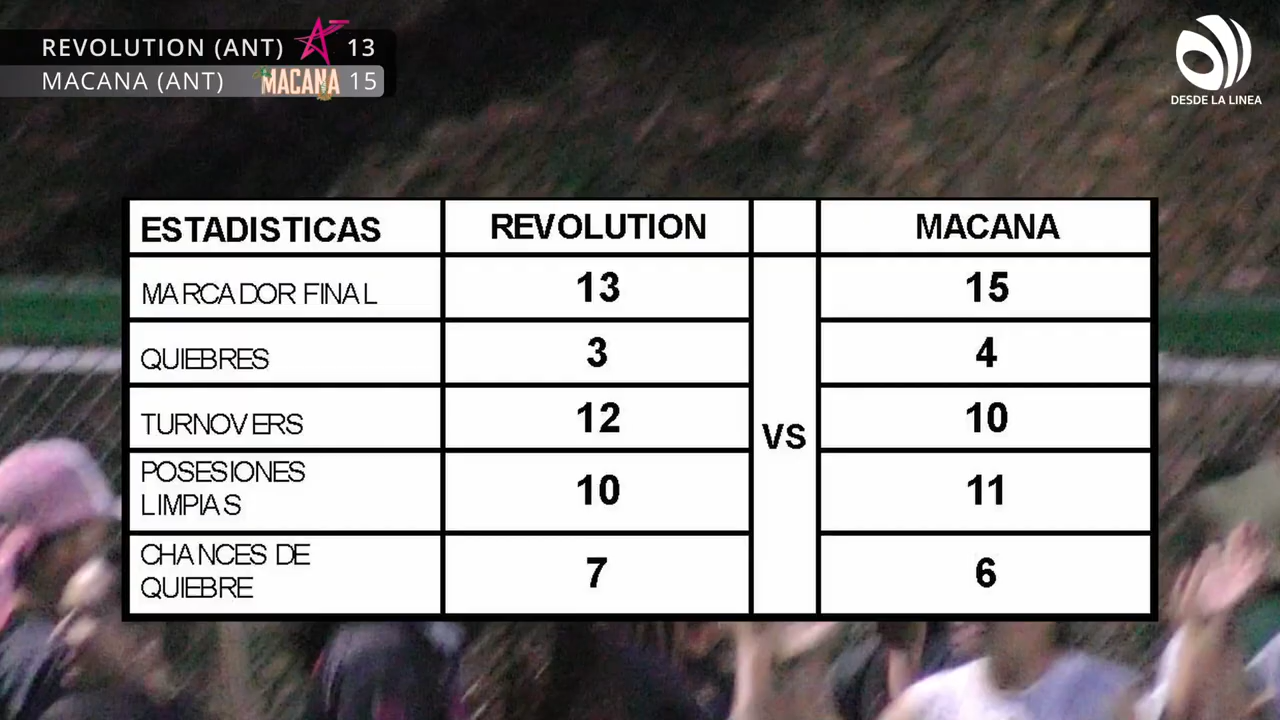 REVOLUTION (ANT) 13
MACANA (ANT) MACANA 15
DESDE LA LINEA
ESTADISTICAS REVOLUTION MACANA
MARCADOR FINAL 13 15
QUIEBRES 3 4
TURNOVERS 12 10
VS
POSESIONES
LIMPIAS 10 11
CHANCES DE
QUIEBRE 7 6